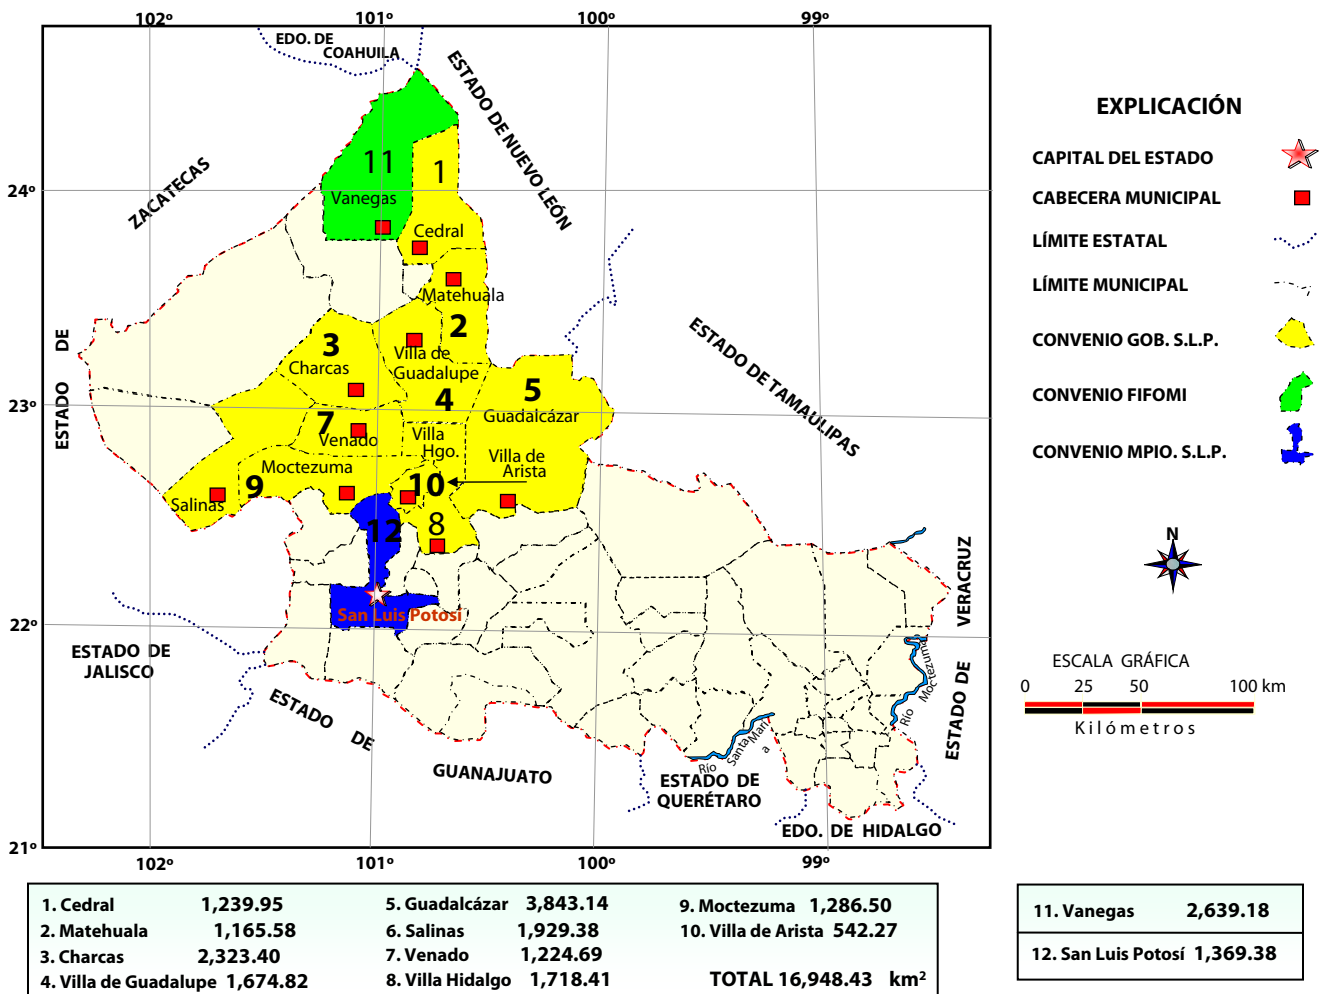 102º 101º 100º 99º
EDO. DE
COAHUILA
ESTADO DE NUEVO LEÓN
ZACATECAS
ESTADO DE
11
1
24º
Vanegas
Cedral
Matehuala
2
3
Charcas
Villa de
Guadalupe
4
5
Guadalcázar
ESTADO DE TAMAULIPAS
23º
7
Venado
Villa
Hgo.
Villa de
Arista
Moctezuma
9
10
Salinas
12
8
San Luis Potosí
22º
ESTADO DE
JALISCO
ESTADO DE
GUANAJUATO
Río Santa María
ESTADO DE
QUERÉTARO
EDO. DE HIDALGO
Río Moctezuma
ESTADO DE VERACRUZ
21º
102º 101º 100º 99º
EXPLICACIÓN
CAPITAL DEL ESTADO
CABECERA MUNICIPAL
LÍMITE ESTATAL
LÍMITE MUNICIPAL
CONVENIO GOB. S.L.P.
CONVENIO FIFOMI
CONVENIO MPIO. S.L.P.
N
ESCALA GRÁFICA
0 25 50 100 km
Kilómetros
1. Cedral 1,239.95
2. Matehuala 1,165.58
3. Charcas 2,323.40
4. Villa de Guadalupe 1,674.82
5. Guadalcázar 3,843.14
6. Salinas 1,929.38
7. Venado 1,224.69
8. Villa Hidalgo 1,718.41
9. Moctezuma 1,286.50
10. Villa de Arista 542.27
TOTAL 16,948.43 km²
11. Vanegas 2,639.18
12. San Luis Potosí 1,369.38